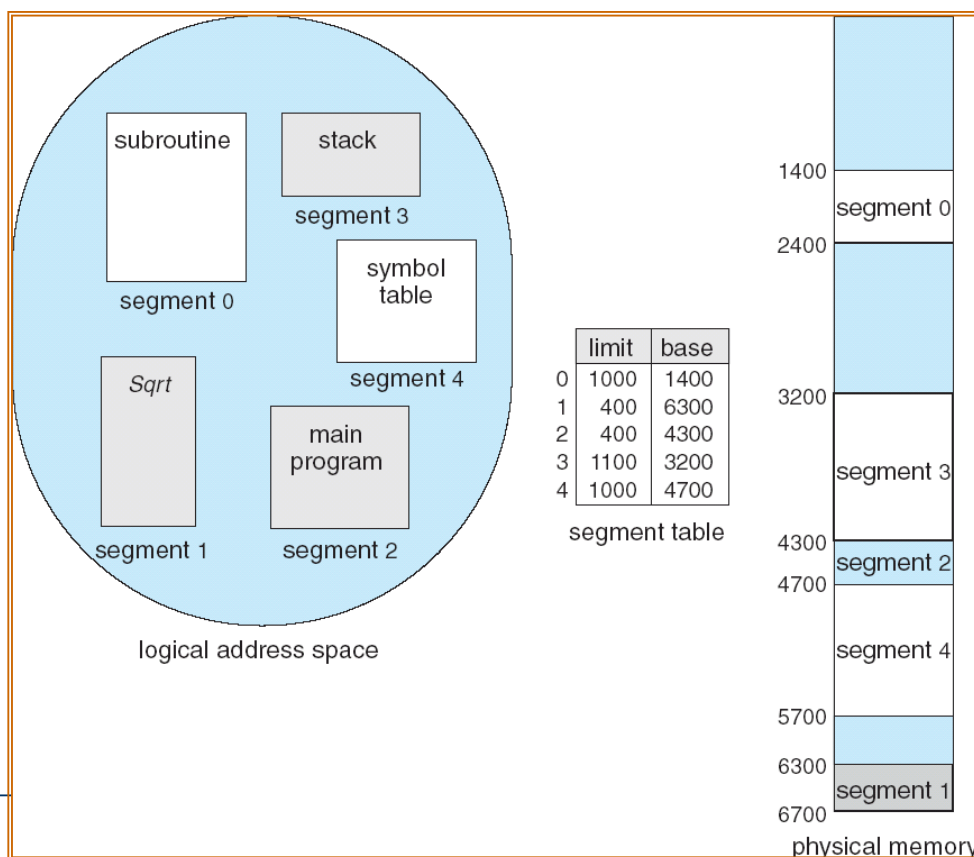 subroutine
segment 0
stack
segment 3
symbol
table
segment 4
Sqrt
segment 1
main
program
segment 2
logical address space
limit base
0 1000 1400
1 400 6300
2 400 4300
3 1100 3200
4 1000 4700
segment table
1400
segment 0
2400
3200
segment 3
4300
segment 2
4700
segment 4
5700
6300
segment 1
6700
physical memory